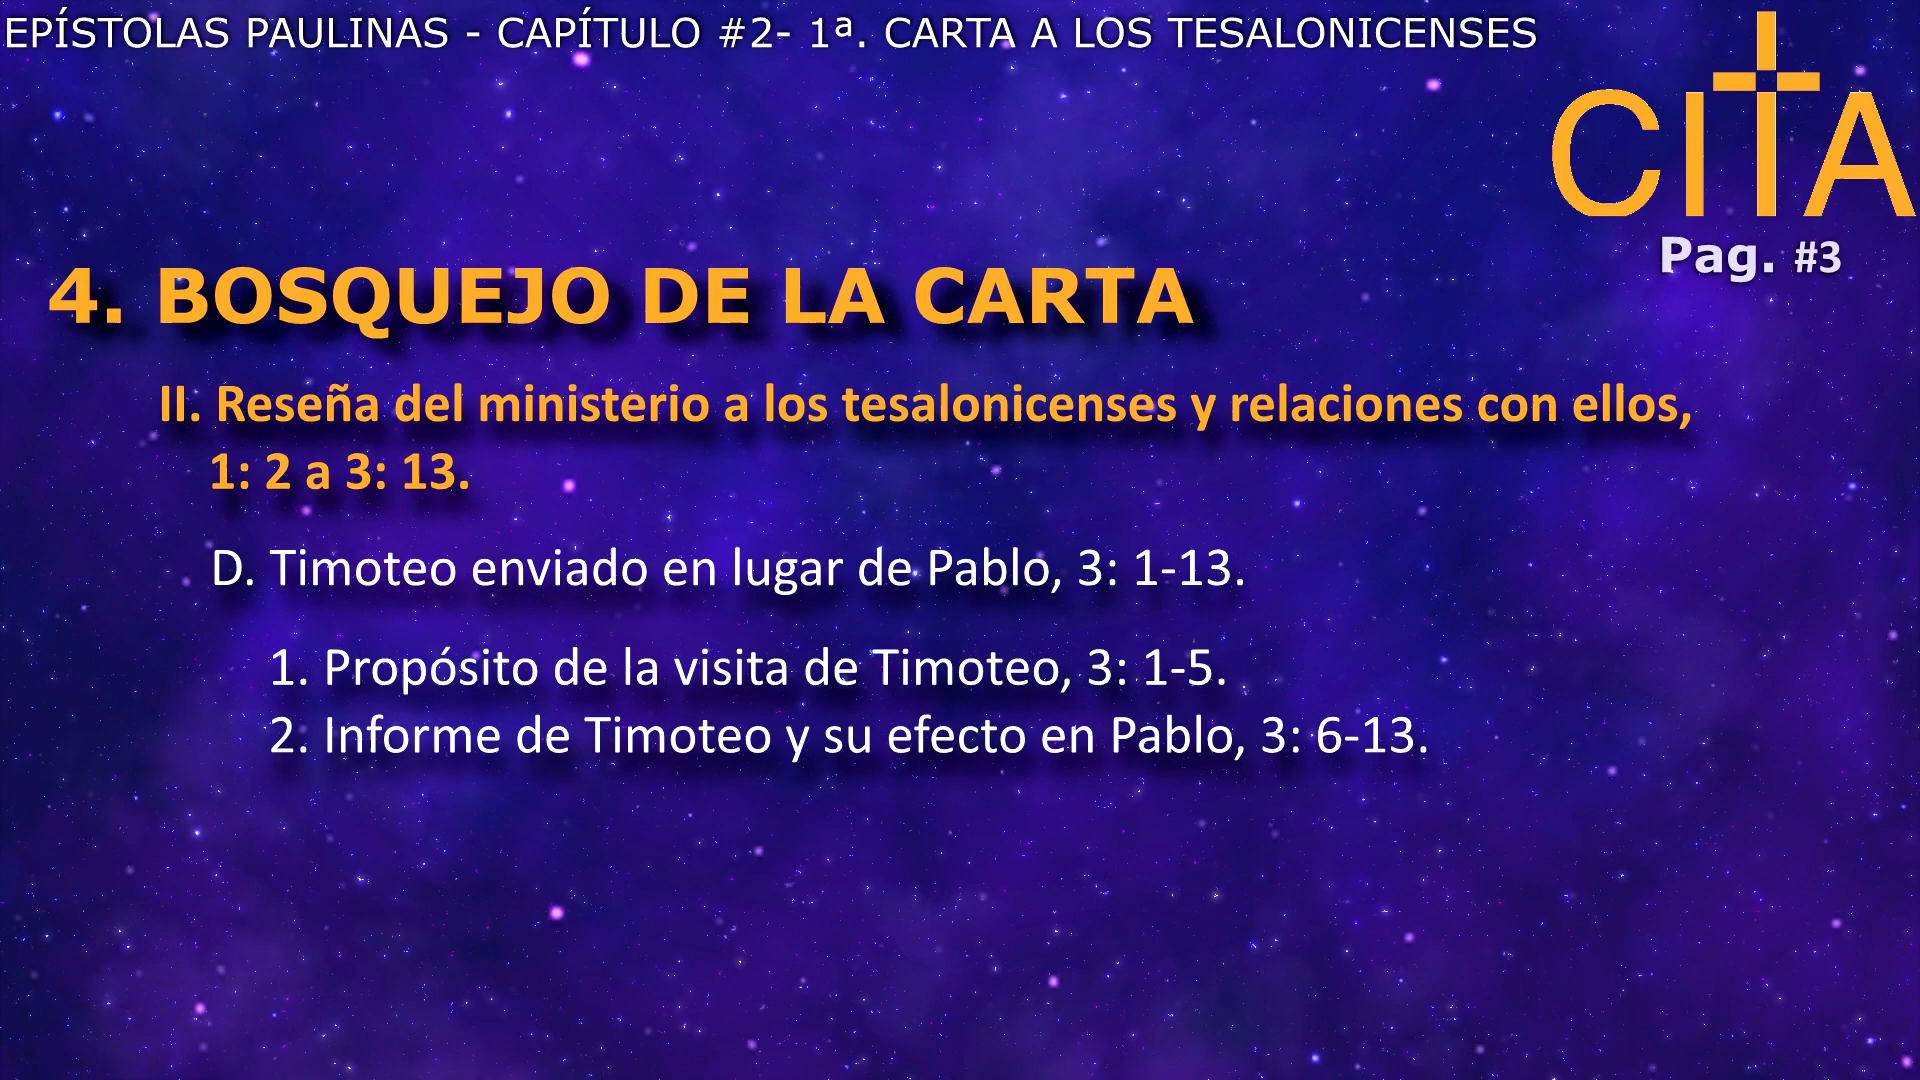 EPÍSTOLAS PAULINAS - CAPÍTULO #2- 1ª. CARTA A LOS TESALONICENSES
CITA
Pag. #3
4. BOSQUEJO DE LA CARTA
II. Reseña del ministerio a los tesalonicenses y relaciones con ellos,
1: 2 a 3: 13.
D. Timoteo enviado en lugar de Pablo, 3: 1-13.
1. Propósito de la visita de Timoteo, 3: 1-5.
2. Informe de Timoteo y su efecto en Pablo, 3: 6-13.